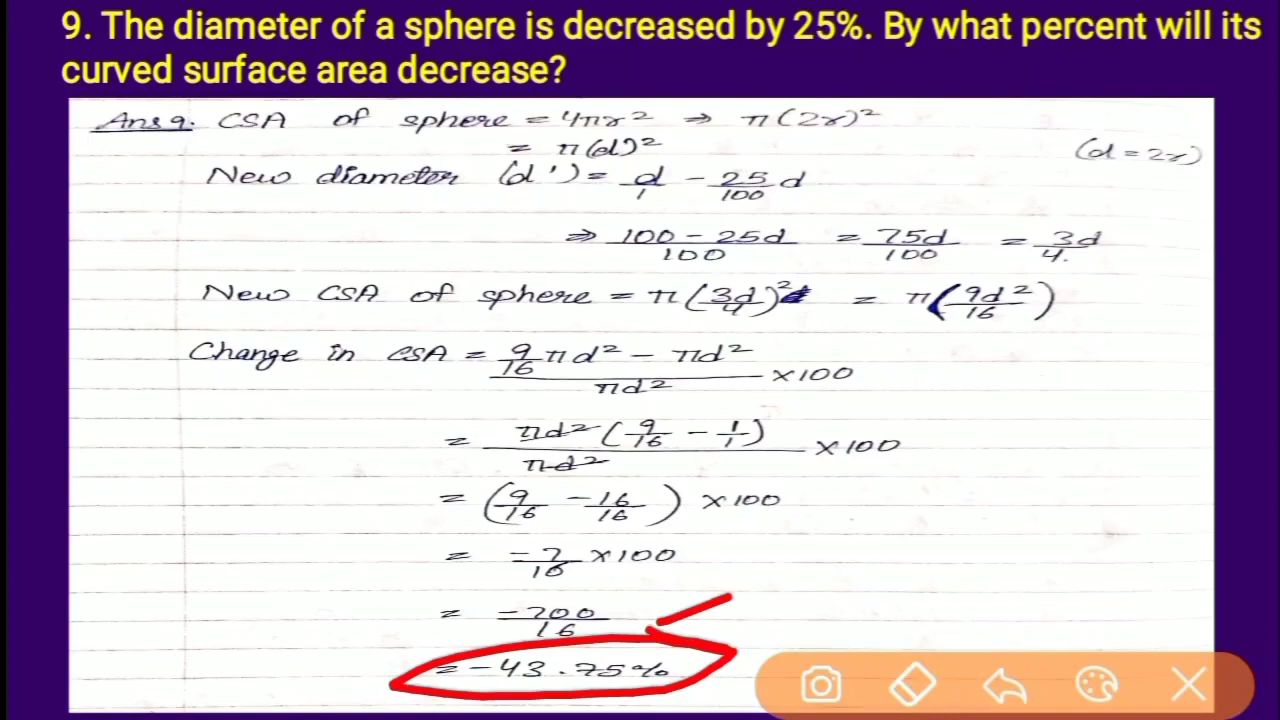 9. The diameter of a sphere is decreased by 25%. By what percent will its
curved surface area decrease?
Ans 9. CSA of sphere = 4πr² ⇒ π(2r)²
= π(d)² (d = 2r)
New diameter (d') = d/1 - 25/100 d
⇒ 100 - 25d/100 = 75d/100 = 3d/4.
New CSA of sphere = π(3d/4)² = π(9d²/16)
Change in CSA = 9/16 πd² - πd²/πd² × 100
= πd²(9/16 - 1/1)/πd² × 100
= (9/16 - 16/16) × 100
= -7/16 × 100
= -700/16
= -43.75%